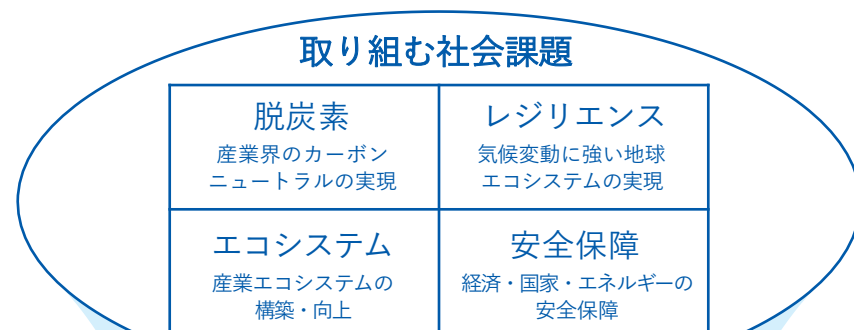 取り組む社会課題
脱炭素
産業界のカーボン
ニュートラルの実現
レジリエンス
気候変動に強い地球
エコシステムの実現
エコシステム
産業エコシステムの
構築・向上
安全保障
経済・国家・エネルギーの
安全保障